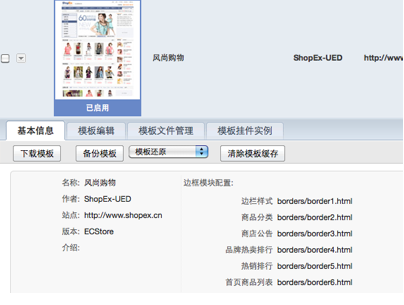 风尚购物 ShopEx-UED http://www
已启用
基本信息 模板编辑 模板文件管理 模板挂件实例
下载模板 备份模板 模板还原 清除模板缓存
名称: 风尚购物 边框模块配置:
作者: ShopEx-UED 边栏样式 borders/border1.html
站点: http://www.shopex.cn 商品分类 borders/border2.html
版本: ECStore 商店公告 borders/border3.html
介绍: 品牌热卖排行 borders/border4.html
热销排行 borders/border5.html
首页商品列表 borders/border6.html